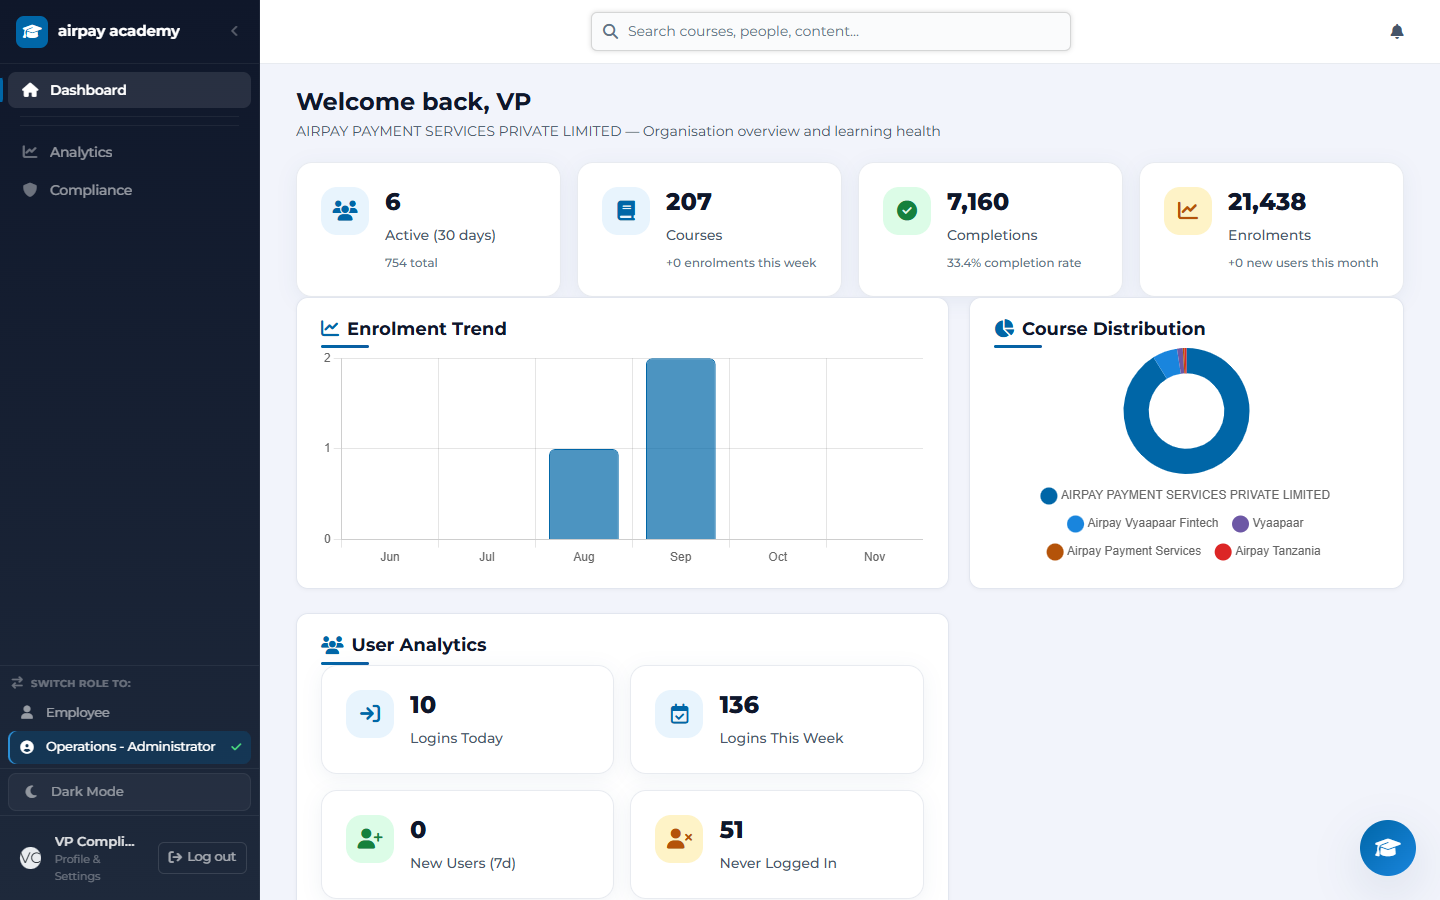 airpay academy
Search courses, people, content...
Dashboard
Analytics
Compliance
SWITCH ROLE TO:
Employee
Operations - Administrator
Dark Mode
VP Compli...
Profile &
Settings
Log out
Welcome back, VP
AIRPAY PAYMENT SERVICES PRIVATE LIMITED — Organisation overview and learning health
6
Active (30 days)
754 total
207
Courses
+0 enrolments this week
7,160
Completions
33.4% completion rate
21,438
Enrolments
+0 new users this month
Enrolment Trend
2
1
0
Jun Jul Aug Sep Oct Nov
Course Distribution
AIRPAY PAYMENT SERVICES PRIVATE LIMITED
Airpay Vyaapaar Fintech Vyaapaar
Airpay Payment Services Airpay Tanzania
User Analytics
10
Logins Today
136
Logins This Week
0
New Users (7d)
51
Never Logged In